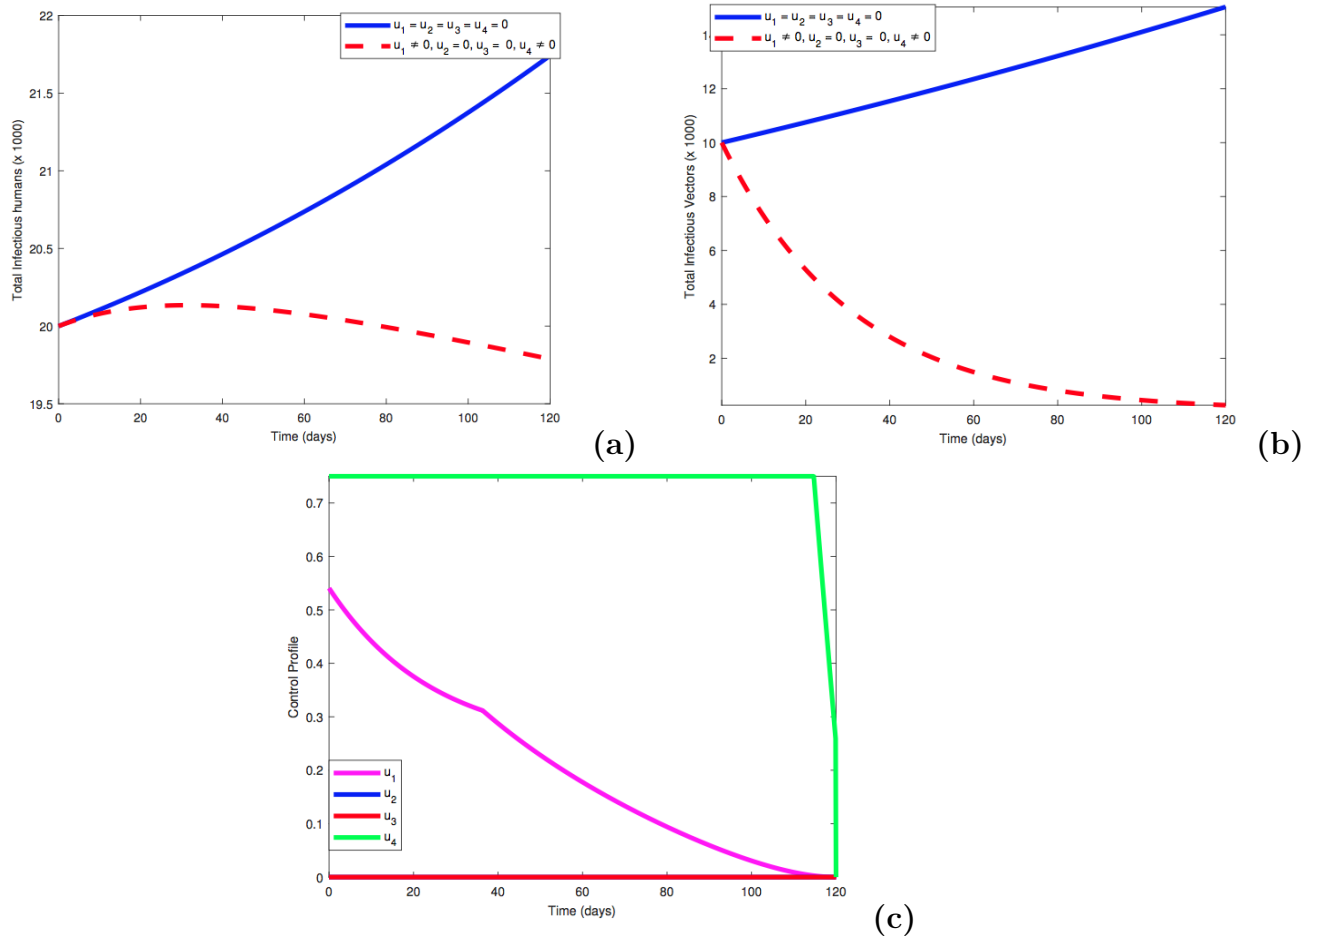 22
21.5
21
20.5
20
19.5
0 20 40 60 80 100 120
Time (days)
Total Infectious humans (x 1000)
u₁ = u₂ = u₃ = u₄ = 0
u₁ ≠ 0, u₂ = 0, u₃ = 0, u₄ ≠ 0
(a)
12
10
8
6
4
2
0 20 40 60 80 100 120
Time (days)
Total Infectious Vectors (x 1000)
u₁ = u₂ = u₃ = u₄ = 0
u₁ ≠ 0, u₂ = 0, u₃ = 0, u₄ ≠ 0
(b)
0.7
0.6
0.5
0.4
0.3
0.2
0.1
0
0 20 40 60 80 100 120
Time (days)
Control Profile
u₁
u₂
u₃
u₄
(c)